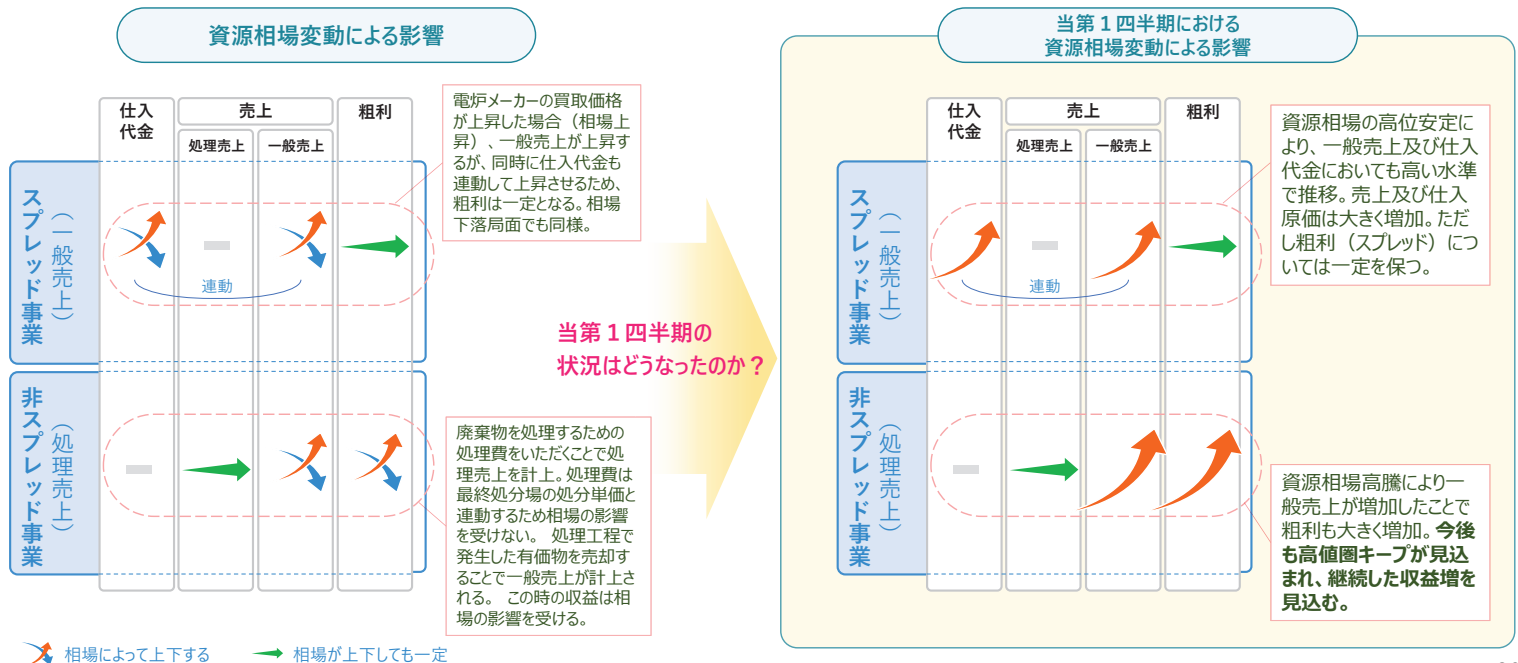 資源相場変動による影響
仕入
代金
売上
粗利
処理売上
一般売上
スプレッド事業
（一般売上）
連動
電炉メーカーの買取価格
が上昇した場合（相場上
昇）、一般売上が上昇す
るが、同時に仕入代金も
連動して上昇させるため、
粗利は一定となる。相場
下落局面でも同様。
非スプレッド事業
（処理売上）
廃棄物を処理するための
処理費をいただくことで処
理売上を計上。処理費は
最終処分場の処分単価と
連動するため相場の影響
を受けない。 処理工程で
発生した有価物を売却す
ることで一般売上が計上さ
れる。 この時の収益は相
場の影響を受ける。
相場によって上下する
相場が上下しても一定
当第１四半期の
状況はどうなったのか？
当第１四半期における
資源相場変動による影響
仕入
代金
売上
粗利
処理売上
一般売上
スプレッド事業
（一般売上）
連動
資源相場の高位安定に
より、一般売上及び仕入
代金においても高い水準
で推移。売上及び仕入
原価は大きく増加。ただ
し粗利（スプレッド）につ
いては一定を保つ。
非スプレッド事業
（処理売上）
資源相場高騰により一
般売上が増加したことで
粗利も大きく増加。今後
も高値圏キープが見込
まれ、継続した収益増を
見込む。